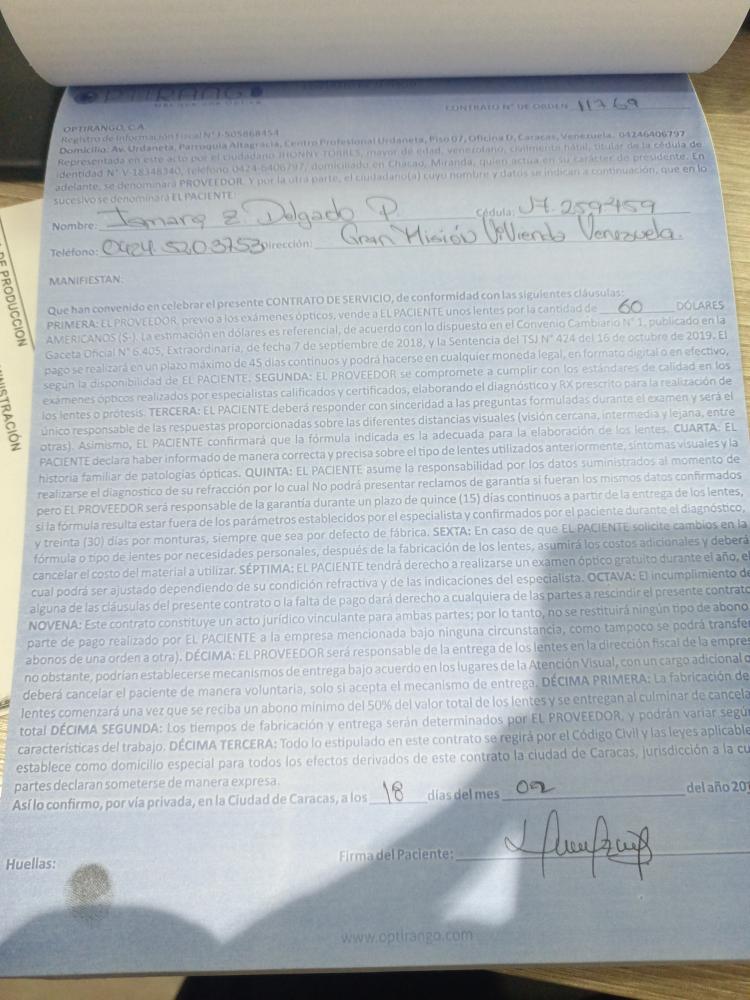 OPTIRANGO
CONTRATO N° DE ORDEN 11769
OPTIRANGO, C.A.
Registro de Información Fiscal N° J-505868454
Domicilio: Av. Urdaneta, Parroquia Altagracia, Centro Profesional Urdaneta, Piso 07, Oficina D, Caracas, Venezuela. 04246406797
Representada en este acto por el ciudadano JHONNY TORRES, mayor de edad, venezolano, civilmente hábil, titular de la cédula de
identidad N° V-18348340, teléfono 0424-6406797, domiciliado en Chacao, Miranda, quien actua en su carácter de presidente. En
adelante, se denominará PROVEEDOR. Y por la otra parte, el ciudadano(a) cuyo nombre y datos se indican a continuación, que en lo
sucesivo se denominará EL PACIENTE:
Nombre: Ismarq Z. Delgado P. Cédula: 17.259459
Teléfono: 0424 5203753 Dirección: Gran Misión Vivienda Venezuela.
MANIFIESTAN:
Que han convenido en celebrar el presente CONTRATO DE SERVICIO, de conformidad con las siguientes cláusulas:
PRIMERA: EL PROVEEDOR, previo a los exámenes ópticos, vende a EL PACIENTE unos lentes por la cantidad de 60 DÓLARES
AMERICANOS (S-). La estimación en dólares es referencial, de acuerdo con lo dispuesto en el Convenio Cambiario N° 1, publicado en la
Gaceta Oficial N° 6.405, Extraordinaria, de fecha 7 de septiembre de 2018, y la Sentencia del TSJ N° 424 del 16 de octubre de 2019. El
pago se realizará en un plazo máximo de 45 días continuos y podrá hacerse en cualquier moneda legal, en formato digital o en efectivo,
según la disponibilidad de EL PACIENTE. SEGUNDA: EL PROVEEDOR se compromete a cumplir con los estándares de calidad en los
exámenes ópticos realizados por especialistas calificados y certificados, elaborando el diagnóstico y RX prescrito para la realización de
los lentes o prótesis. TERCERA: EL PACIENTE deberá responder con sinceridad a las preguntas formuladas durante el examen y será el
único responsable de las respuestas proporcionadas sobre las diferentes distancias visuales (visión cercana, intermedia y lejana, entre
otras). Asimismo, EL PACIENTE confirmará que la fórmula indicada es la adecuada para la elaboración de los lentes. CUARTA: EL
PACIENTE declara haber informado de manera correcta y precisa sobre el tipo de lentes utilizados anteriormente, síntomas visuales y la
historia familiar de patologías ópticas. QUINTA: EL PACIENTE asume la responsabilidad por los datos suministrados al momento de
realizarse el diagnostico de su refracción por lo cual No podrá presentar reclamos de garantía si fueran los mismos datos confirmados
pero EL PROVEEDOR será responsable de la garantía durante un plazo de quince (15) días continuos a partir de la entrega de los lentes,
si la fórmula resulta estar fuera de los parámetros establecidos por el especialista y confirmados por el paciente durante el diagnóstico,
y treinta (30) días por monturas, siempre que sea por defecto de fábrica. SEXTA: En caso de que EL PACIENTE solicite cambios en la
fórmula o tipo de lentes por necesidades personales, después de la fabricación de los lentes, asumirá los costos adicionales y deberá
cancelar el costo del material a utilizar. SÉPTIMA: EL PACIENTE tendrá derecho a realizarse un examen óptico gratuito durante el año, el
cual podrá ser ajustado dependiendo de su condición refractiva y de las indicaciones del especialista. OCTAVA: El incumplimiento de
alguna de las cláusulas del presente contrato o la falta de pago dará derecho a cualquiera de las partes a rescindir el presente contrato
NOVENA: Este contrato constituye un acto jurídico vinculante para ambas partes; por lo tanto, no se restituirá ningún tipo de abono
parte de pago realizado por EL PACIENTE a la empresa mencionada bajo ninguna circunstancia, como tampoco se podrá transfe
abonos de una orden a otra). DÉCIMA: EL PROVEEDOR será responsable de la entrega de los lentes en la dirección fiscal de la empre
no obstante, podrían establecerse mecanismos de entrega bajo acuerdo en los lugares de la Atención Visual, con un cargo adicional
deberá cancelar el paciente de manera voluntaria, solo si acepta el mecanismo de entrega. DÉCIMA PRIMERA: La fabricación de
lentes comenzará una vez que se reciba un abono mínimo del 50% del valor total de los lentes y se entregan al culminar de cancela
total DÉCIMA SEGUNDA: Los tiempos de fabricación y entrega serán determinados por EL PROVEEDOR, y podrán variar segú
características del trabajo. DÉCIMA TERCERA: Todo lo estipulado en este contrato se regirá por el Código Civil y las leyes aplicable
establece como domicilio especial para todos los efectos derivados de este contrato la ciudad de Caracas, jurisdicción a la cu
partes declaran someterse de manera expresa.
Así lo confirmo, por vía privada, en la Ciudad de Caracas, a los 18 días del mes 02 del año 20
Huellas:
Firma del Paciente:
www.optirango.com
DE PRODUCCION
MINISTRACIÓN